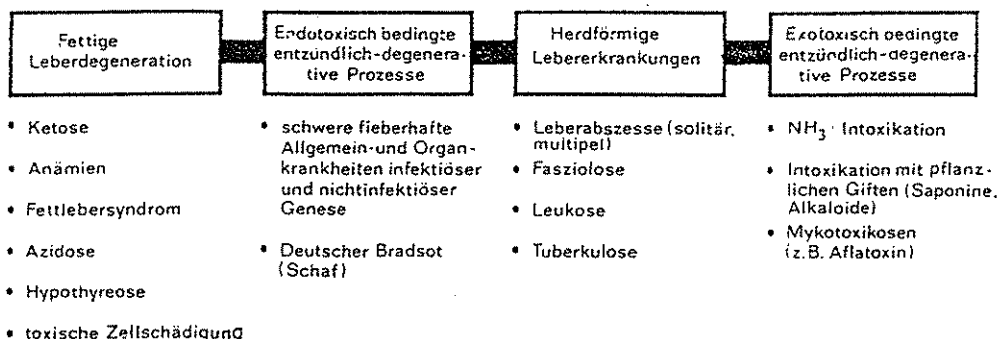 Fettige
Leberdegeneration
Endotoxisch bedingte
entzündlich-degenera-
tive Prozesse
Herdförmige
Lebererkrankungen
Exotoxisch bedingte
entzündlich-degenera-
tive Prozesse
• Ketose
• Anämien
• Fettlebersyndrom
• Azidose
• Hypothyreose
• toxische Zellschädigung
• schwere fieberhafte
Allgemein-und Organ-
krankheiten infektiöser
und nichtinfektiöser
Genese
• Deutscher Bradsot
(Schaf)
• Leberabszesse (solitär,
multipel)
• Fasziolose
• Leukose
• Tuberkulose
• NH₃ · Intoxikation
• Intoxikation mit pflanz-
lichen Giften (Saponine,
Alkaloide)
• Mykotoxikosen
(z.B. Aflatoxin)